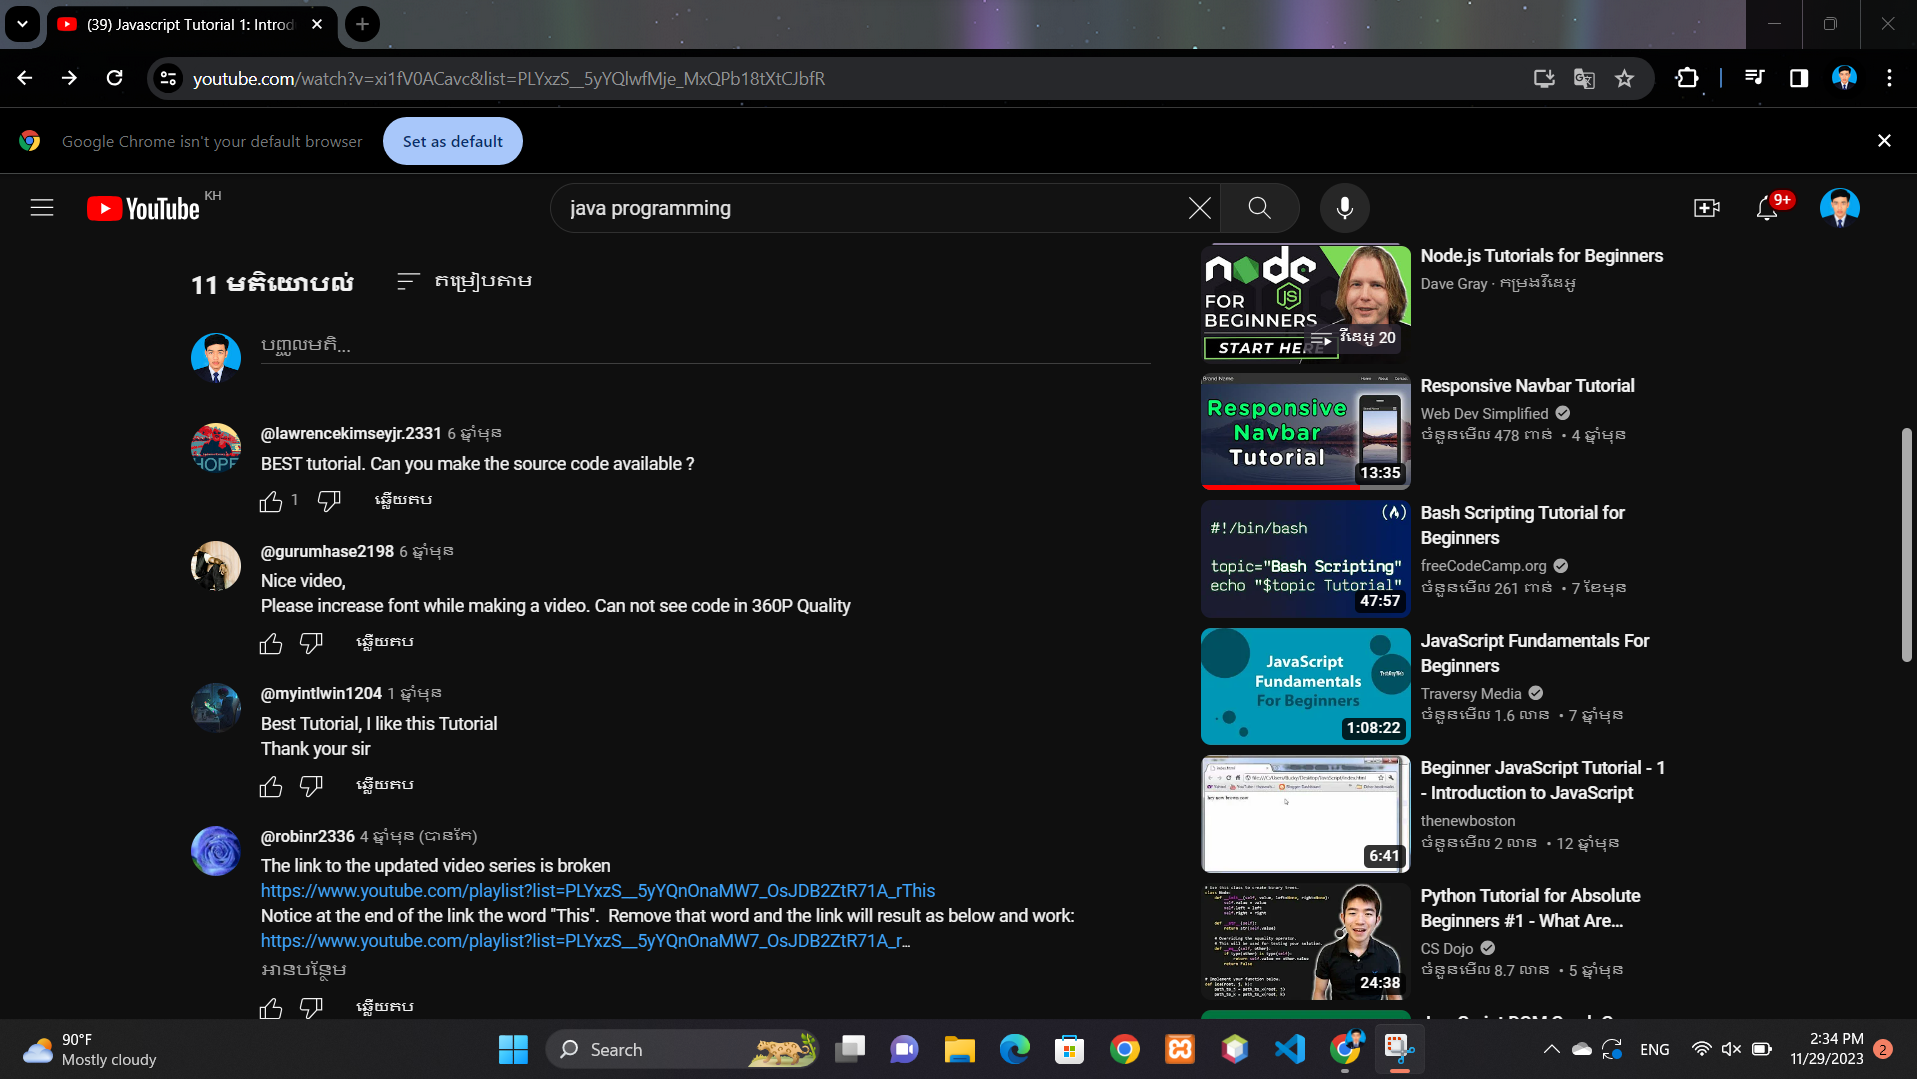 (39) Javascript Tutorial 1: Introd
youtube.com/watch?v=xi1fV0ACavc&list=PLYxzS__5yYQlwfMje_MxQPb18tXtCJbfR
Google Chrome isn't your default browser
Set as default
YouTube KH
java programming
9+
11 មតិយោបល់
តម្រៀបតាម
បញ្ចូលមតិ...
@lawrencekimseyjr.2331 6 ឆ្នាំមុន
BEST tutorial. Can you make the source code available ?
1
ឆ្លើយតប
@gurumhase2198 6 ឆ្នាំមុន
Nice video,
Please increase font while making a video. Can not see code in 360P Quality
ឆ្លើយតប
@myintlwin1204 1 ឆ្នាំមុន
Best Tutorial, I like this Tutorial
Thank your sir
ឆ្លើយតប
@robinr2336 4 ឆ្នាំមុន (បានកែ)
The link to the updated video series is broken
https://www.youtube.com/playlist?list=PLYxzS__5yYQnOnaMW7_OsJDB2ZtR71A_rThis
Notice at the end of the link the word "This". Remove that word and the link will result as below and work:
https://www.youtube.com/playlist?list=PLYxzS__5yYQnOnaMW7_OsJDB2ZtR71A_r…
អានបន្ថែម
ឆ្លើយតប
node
JS
FOR
BEGINNERS
START HERE
វីដេអូ 20
Node.js Tutorials for Beginners
Dave Gray · កម្រងវីដេអូ
Brand Name
Responsive
Navbar
Tutorial
13:35
Responsive Navbar Tutorial
Web Dev Simplified
ចំនួនមើល 478 ពាន់ • 4 ឆ្នាំមុន
#!/bin/bash
topic="Bash Scripting"
echo "$topic Tutorial"
47:57
Bash Scripting Tutorial for
Beginners
freeCodeCamp.org
ចំនួនមើល 261 ពាន់ • 7 ខែមុន
JavaScript
Fundamentals
For Beginners
1:08:22
JavaScript Fundamentals For
Beginners
Traversy Media
ចំនួនមើល 1.6 លាន • 7 ឆ្នាំមុន
6:41
Beginner JavaScript Tutorial - 1
- Introduction to JavaScript
thenewboston
ចំនួនមើល 2 លាន • 12 ឆ្នាំមុន
24:38
Python Tutorial for Absolute
Beginners #1 - What Are...
CS Dojo
ចំនួនមើល 8.7 លាន • 5 ឆ្នាំមុន
90°F
Mostly cloudy
Search
ENG
2:34 PM
11/29/2023
2